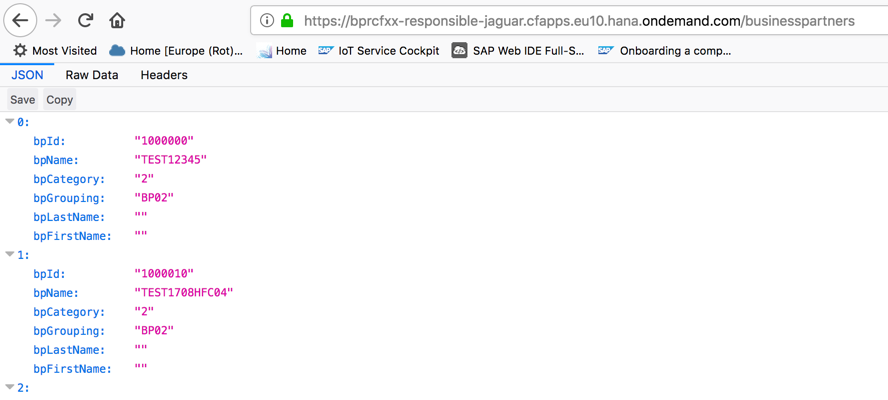 https://bprcfxx-responsible-jaguar.cfapps.eu10.hana.ondemand.com/businesspartners
Most Visited Home [Europe (Rot)... Home SAP IoT Service Cockpit SAP Web IDE Full-S... SAP Onboarding a comp...
JSON Raw Data Headers
Save Copy
0:
bpId: "1000000"
bpName: "TEST12345"
bpCategory: "2"
bpGrouping: "BP02"
bpLastName: ""
bpFirstName: ""
1:
bpId: "1000010"
bpName: "TEST1708HFC04"
bpCategory: "2"
bpGrouping: "BP02"
bpLastName: ""
bpFirstName: ""
2: